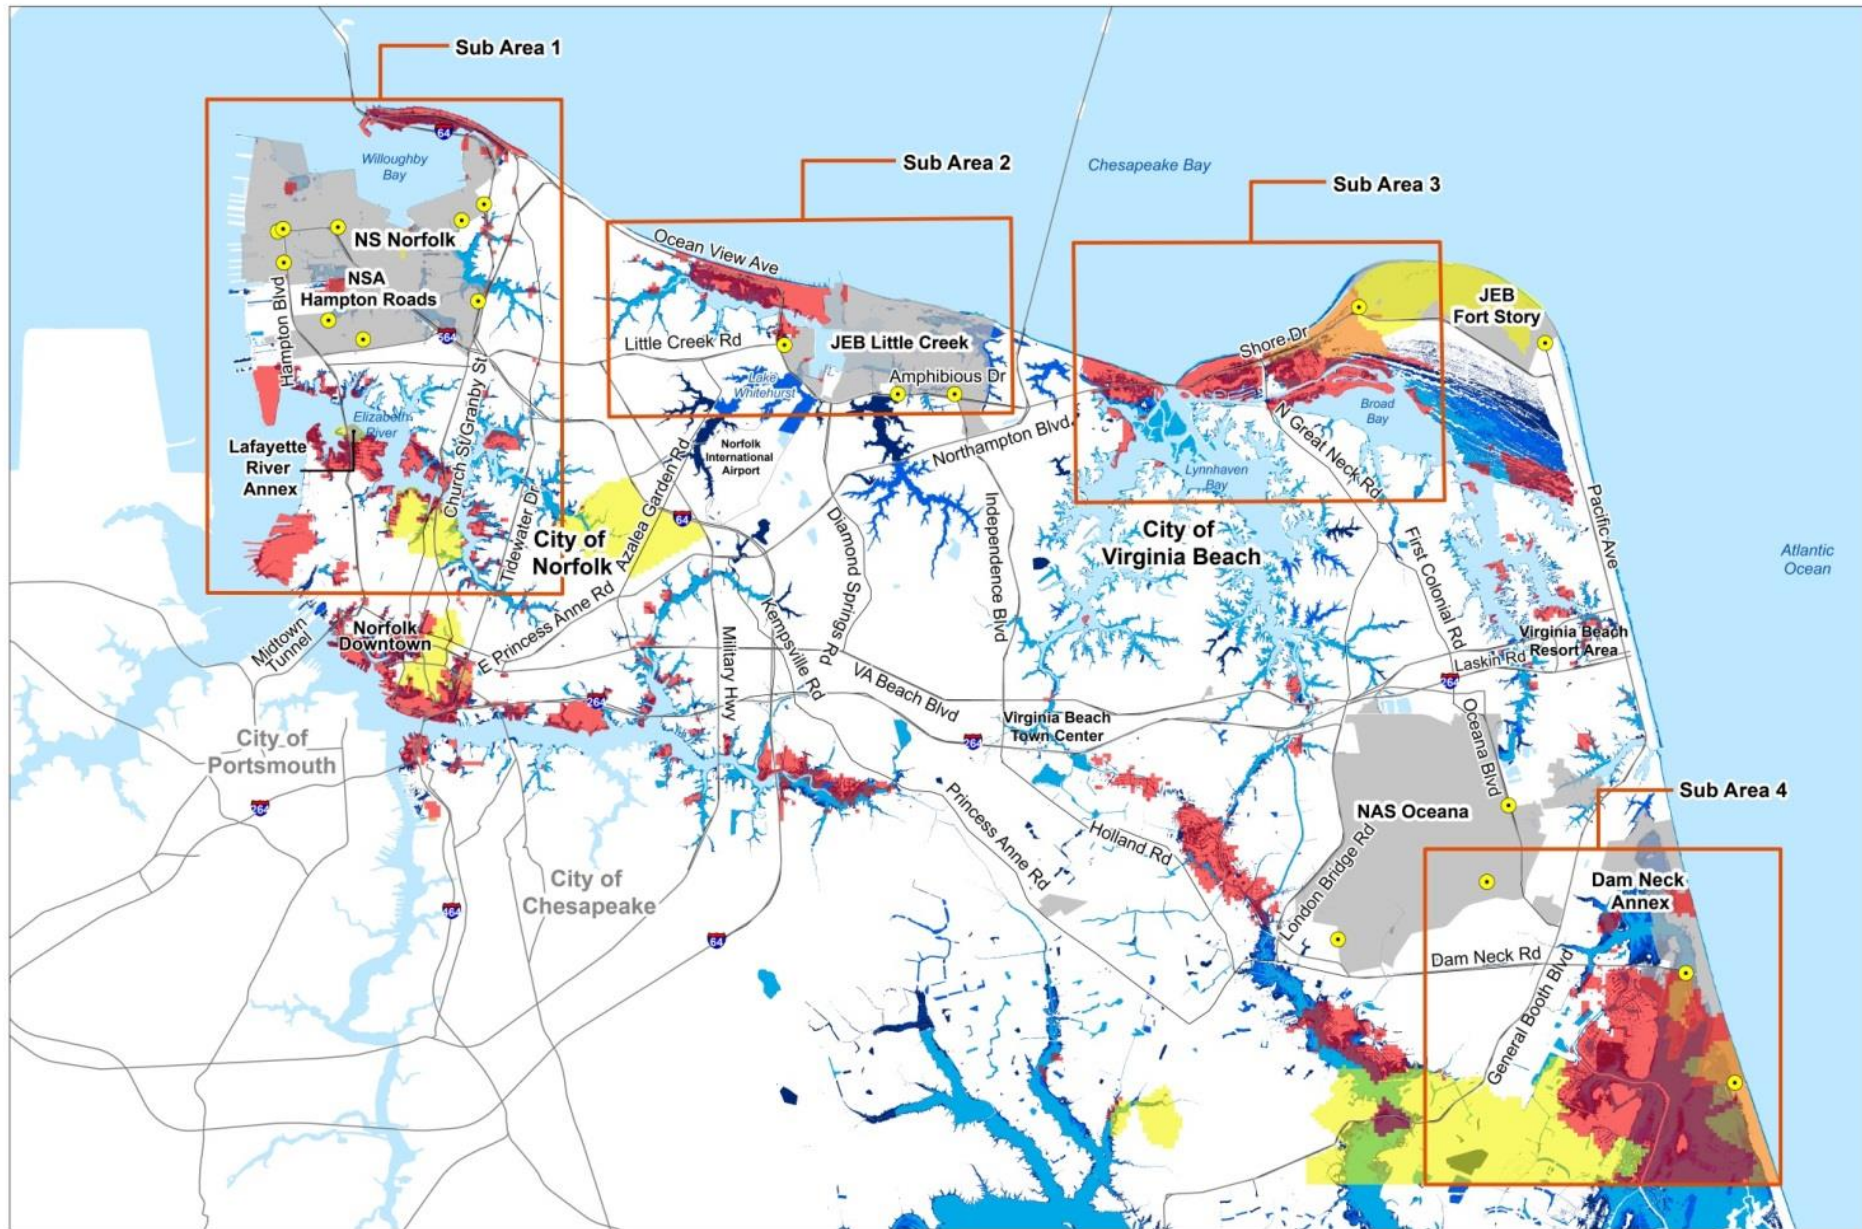 Sub Area 1
64
Willoughby
Bay
Sub Area 2
Chesapeake Bay
Sub Area 3
NS Norfolk
NSA
Hampton Roads
Hampton Blvd
564
Ocean View Ave
Little Creek Rd
JEB Little Creek
Amphibious Dr
Lake
Whitehurst
Shore Dr
JEB
Fort Story
Church St/Granby St
Elizabeth
River
Lafayette
River
Annex
Norfolk
International
Airport
Northampton Blvd
N Great Neck Rd
Broad
Bay
Lynnhaven
Bay
Tidewater Dr
Azalea Garden Rd
64
City of
Norfolk
Diamond Springs Rd
Independence Blvd
City of
Virginia Beach
First Colonial Rd
Pacific Ave
Atlantic
Ocean
E Princess Anne Rd
Kempsville Rd
Military Hwy
Midtown
Tunnel
Norfolk
Downtown
Virginia Beach
Resort Area
Laskin Rd
264
264
VA Beach Blvd
Virginia Beach
Town Center
264
Oceana Blvd
City of
Portsmouth
264
Princess Anne Rd
Holland Rd
NAS Oceana
London Bridge Rd
Sub Area 4
City of
Chesapeake
464
64
Dam Neck
Annex
Dam Neck Rd
General Booth Blvd